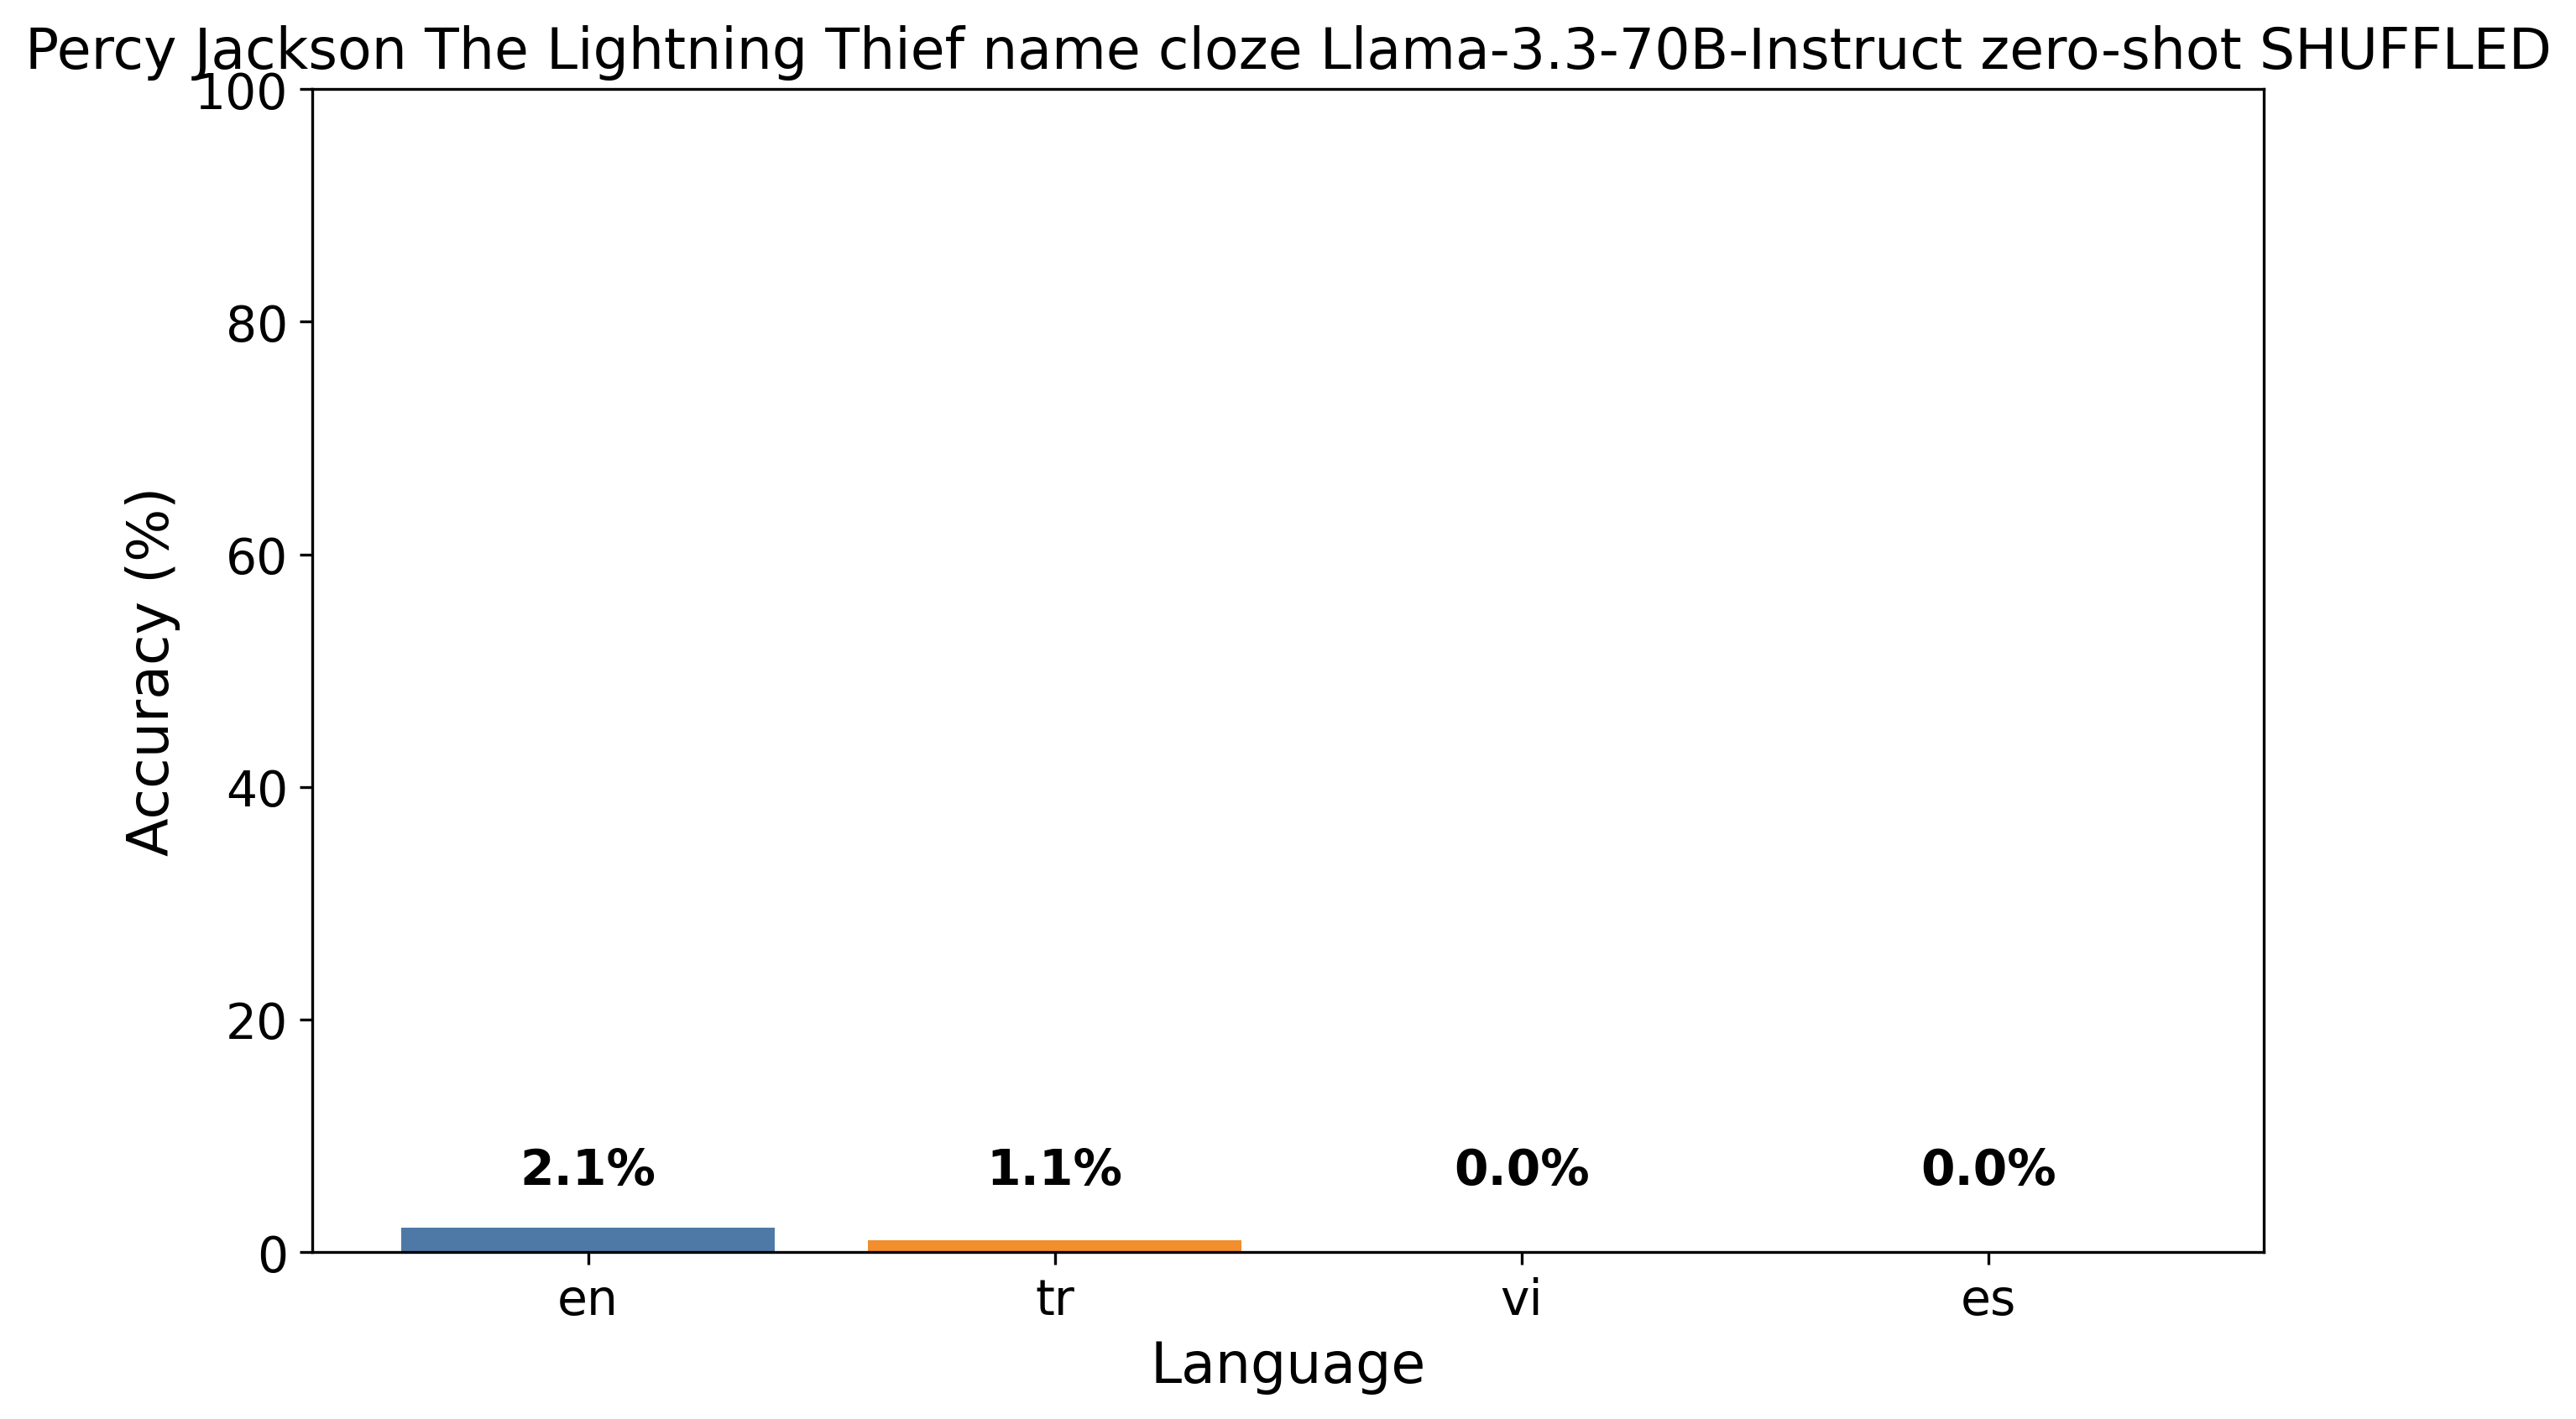 Percy Jackson The Lightning Thief name cloze Llama-3.3-70B-Instruct zero-shot SHUFFLED
100
80
60
40
20
0
Accuracy (%)
2.1% 1.1% 0.0% 0.0%
en tr vi es
Language